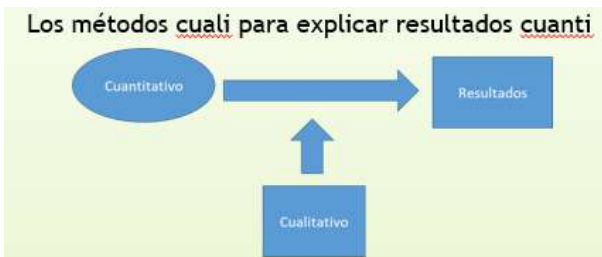 Los métodos cuali para explicar resultados cuanti
Cuantitativo
Resultados
Cualitativo